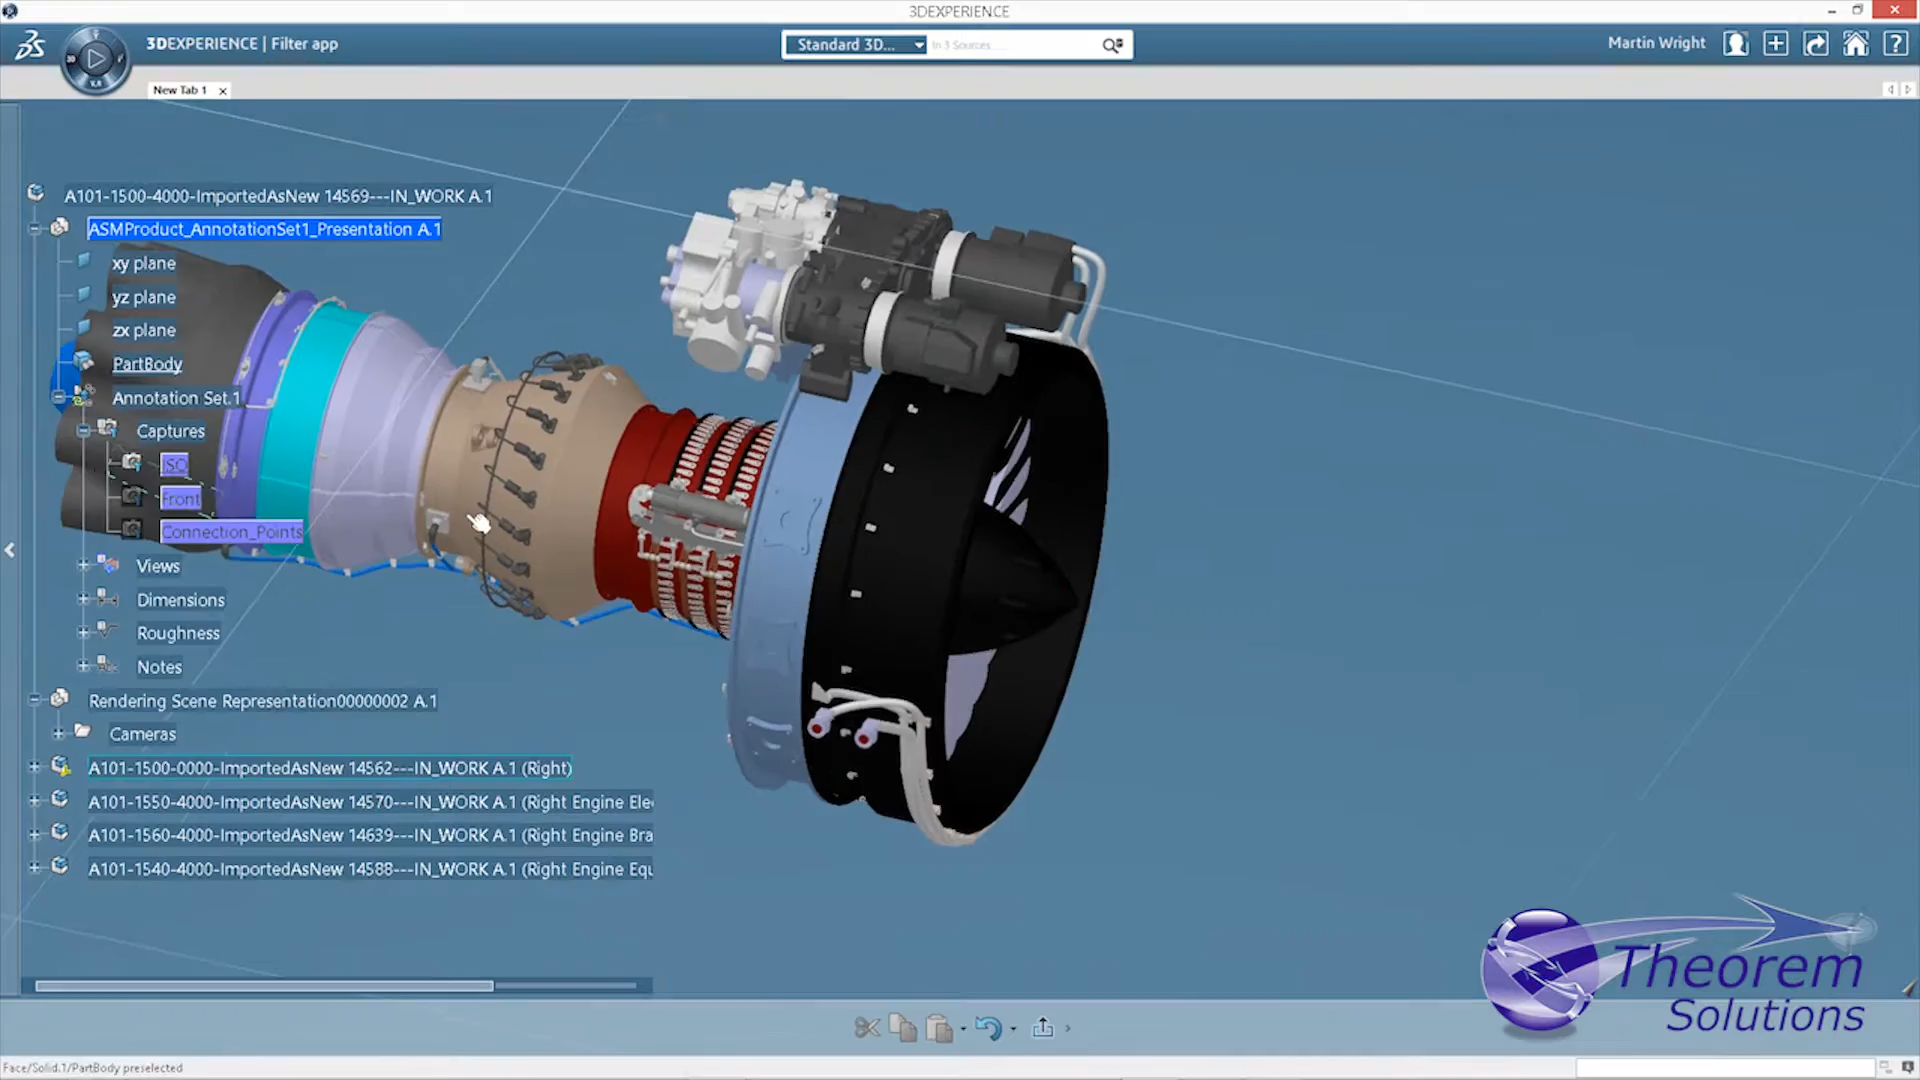 3DEXPERIENCE
3DEXPERIENCE | Filter app
Standard 3D...
In 3 Sources...
Martin Wright
New Tab 1
A101-1500-4000-ImportedAsNew 14569---IN_WORK A.1
ASMProduct_AnnotationSet1_Presentation A.1
xy plane
yz plane
zx plane
PartBody
Annotation Set.1
Captures
ISO
Front
Connection_Points
Views
Dimensions
Roughness
Notes
Rendering Scene Representation00000002 A.1
Cameras
A101-1500-0000-ImportedAsNew 14562---IN_WORK A.1 (Right)
A101-1550-4000-ImportedAsNew 14570---IN_WORK A.1 (Right Engine Ele
A101-1560-4000-ImportedAsNew 14639---IN_WORK A.1 (Right Engine Bra
A101-1540-4000-ImportedAsNew 14588---IN_WORK A.1 (Right Engine Equ
Theorem
Solutions
Face/Solid.1/PartBody preselected